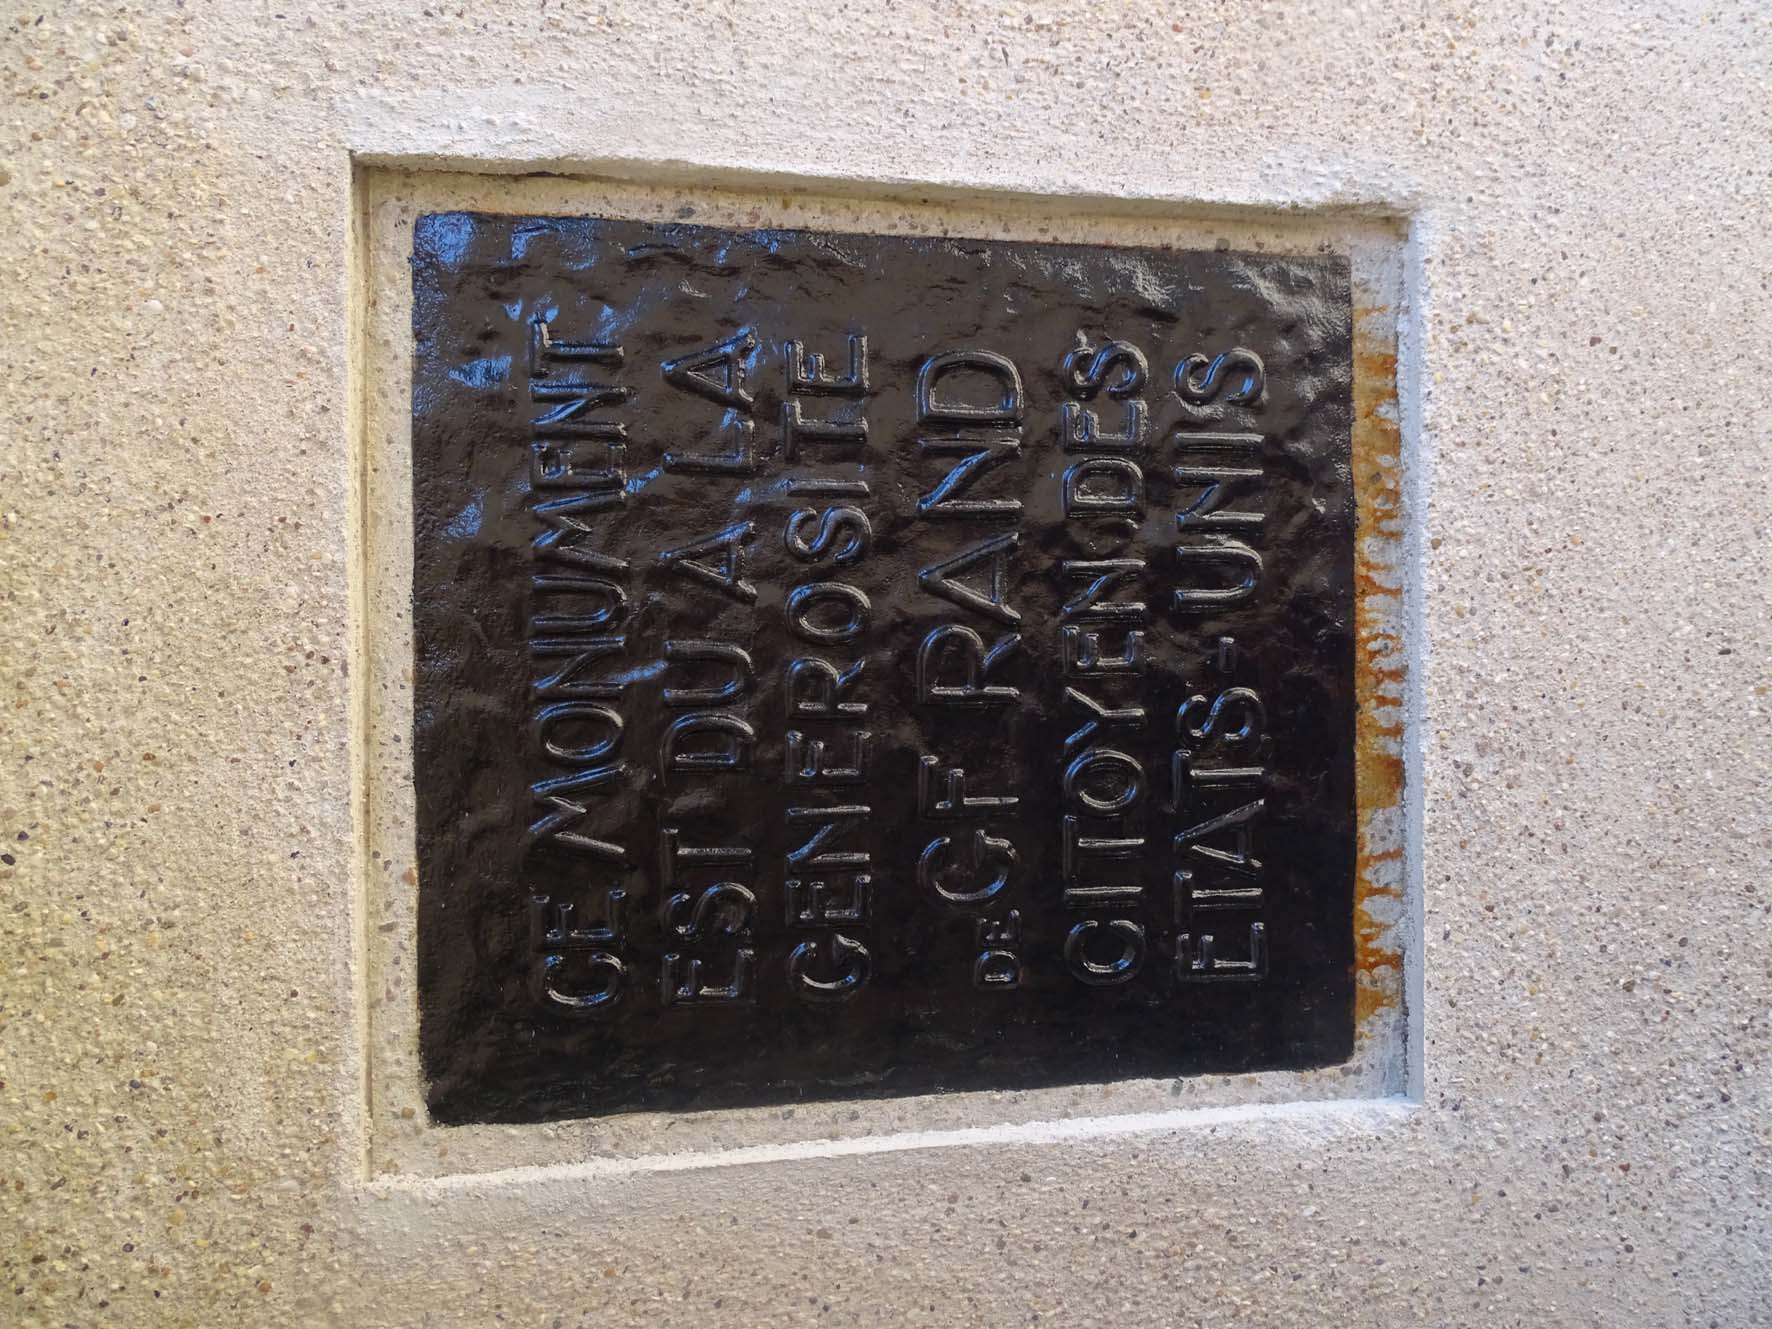 CE MONUMENT
EST DU A LA
GENEROSITE
DE G F RAND
CITOYEN DES
ETATS-UNIS